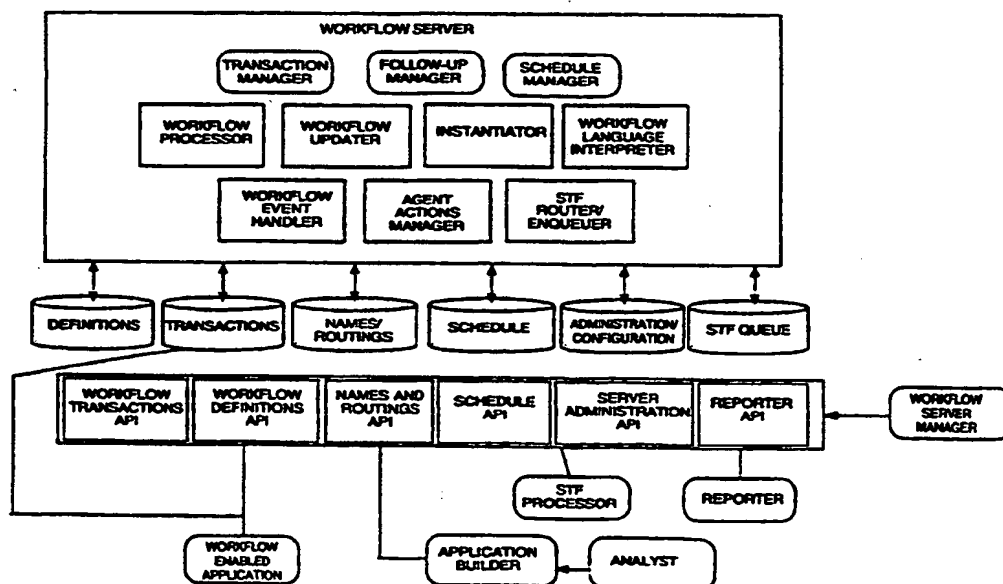 WORKFLOW SERVER
TRANSACTION
MANAGER
FOLLOW-UP
MANAGER
SCHEDULE
MANAGER
WORKFLOW
PROCESSOR
WORKFLOW
UPDATER
INSTANTIATOR
WORKFLOW
LANGUAGE
INTERPRETER
WORKFLOW
EVENT
HANDLER
AGENT
ACTIONS
MANAGER
STF
ROUTER/
ENQUEUER
DEFINITIONS
TRANSACTIONS
NAMES/
ROUTINGS
SCHEDULE
ADMINISTRATION/
CONFIGURATION
STF QUEUE
WORKFLOW
TRANSACTIONS
API
WORKFLOW
DEFINITIONS
API
NAMES AND
ROUTINGS
API
SCHEDULE
API
SERVER
ADMINISTRATION
API
REPORTER
API
WORKFLOW
SERVER
MANAGER
STF
PROCESSOR
REPORTER
WORKFLOW
ENABLED
APPLICATION
APPLICATION
BUILDER
ANALYST